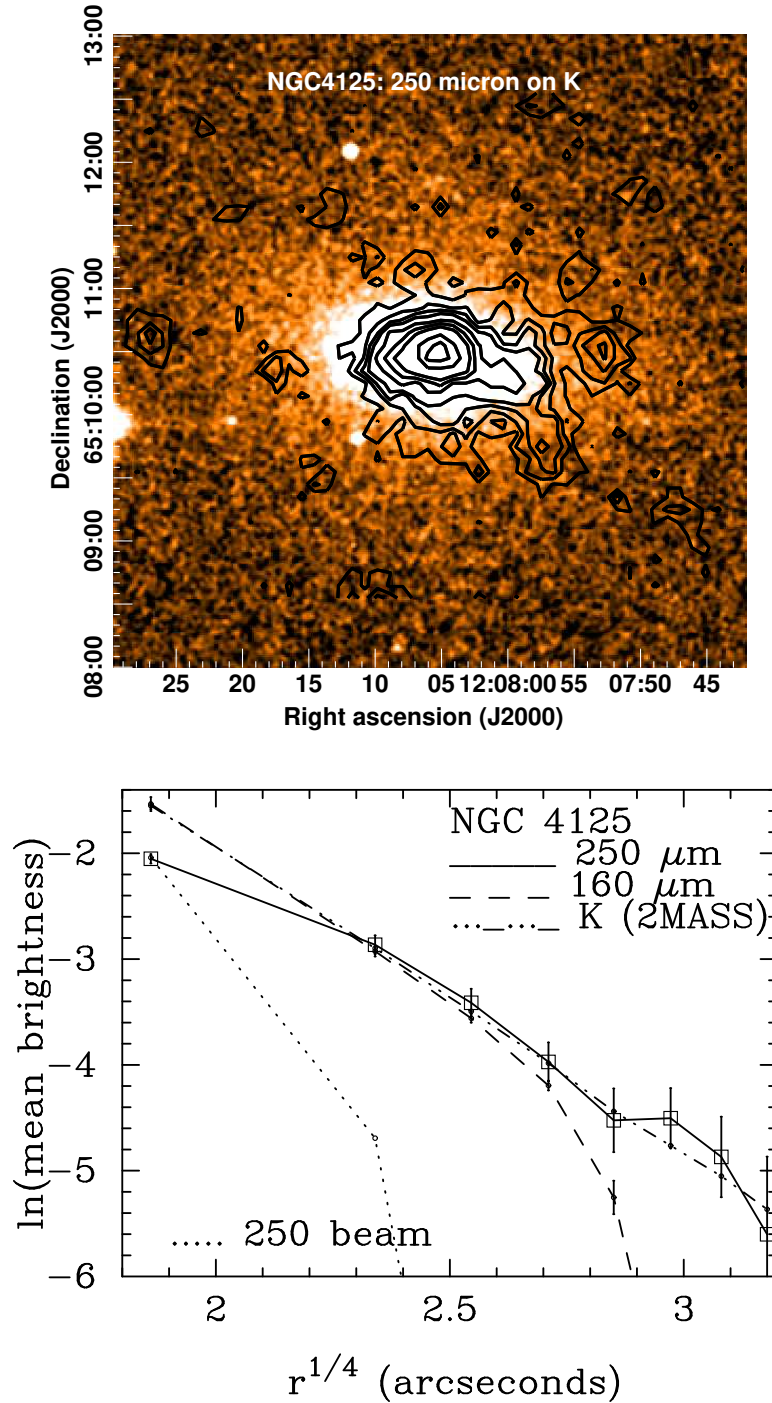 NGC4125: 250 micron on K
Declination (J2000)
13:00
12:00
11:00
65:10:00
09:00
08:00
25 20 15 10 05 12:08:00 55 07:50 45
Right ascension (J2000)
NGC 4125
250 μm
160 μm
K (2MASS)
250 beam
ln(mean brightness)
−2
−3
−4
−5
−6
2 2.5 3
r^{1/4} (arcseconds)